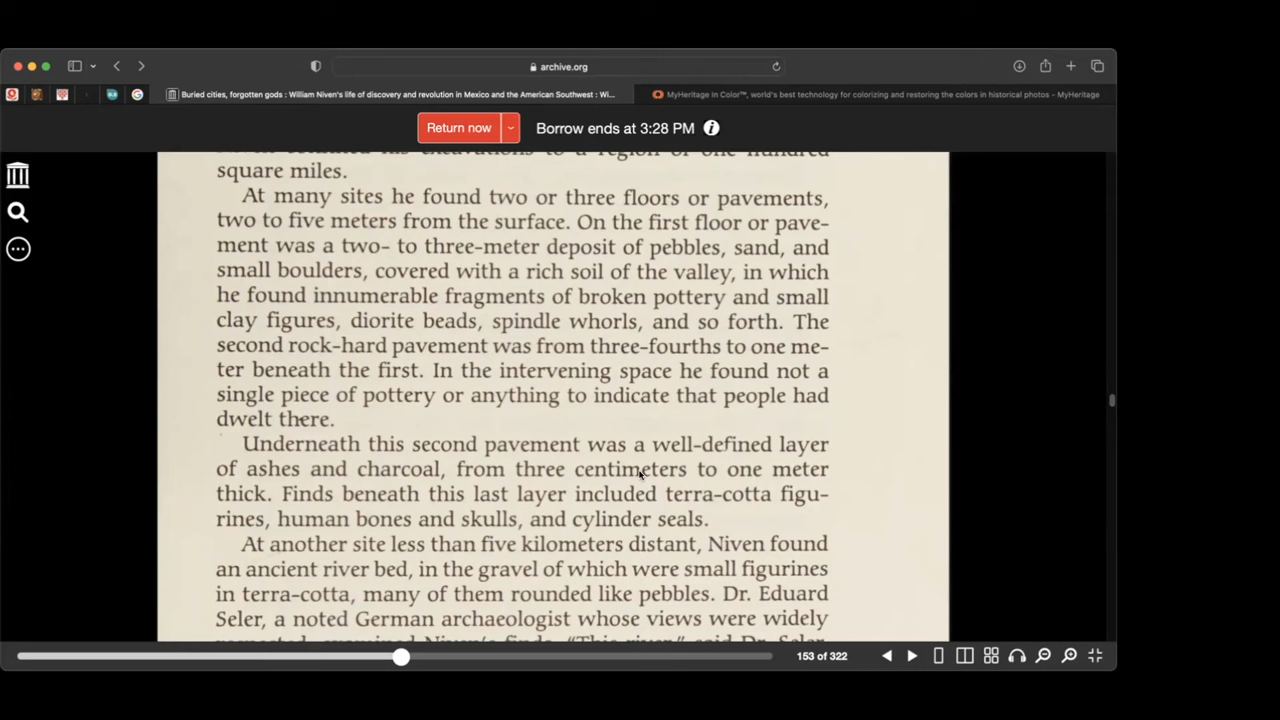 archive.org
Buried cities, forgotten gods : William Niven's life of discovery and revolution in Mexico and the American Southwest : Wi...
MyHeritage In Color™, world's best technology for colorizing and restoring the colors in historical photos - MyHeritage
Return now Borrow ends at 3:28 PM
square miles.
At many sites he found two or three floors or pavements,
two to five meters from the surface. On the first floor or pave-
ment was a two- to three-meter deposit of pebbles, sand, and
small boulders, covered with a rich soil of the valley, in which
he found innumerable fragments of broken pottery and small
clay figures, diorite beads, spindle whorls, and so forth. The
second rock-hard pavement was from three-fourths to one me-
ter beneath the first. In the intervening space he found not a
single piece of pottery or anything to indicate that people had
dwelt there.
Underneath this second pavement was a well-defined layer
of ashes and charcoal, from three centimeters to one meter
thick. Finds beneath this last layer included terra-cotta figu-
rines, human bones and skulls, and cylinder seals.
At another site less than five kilometers distant, Niven found
an ancient river bed, in the gravel of which were small figurines
in terra-cotta, many of them rounded like pebbles. Dr. Eduard
Seler, a noted German archaeologist whose views were widely
153 of 322